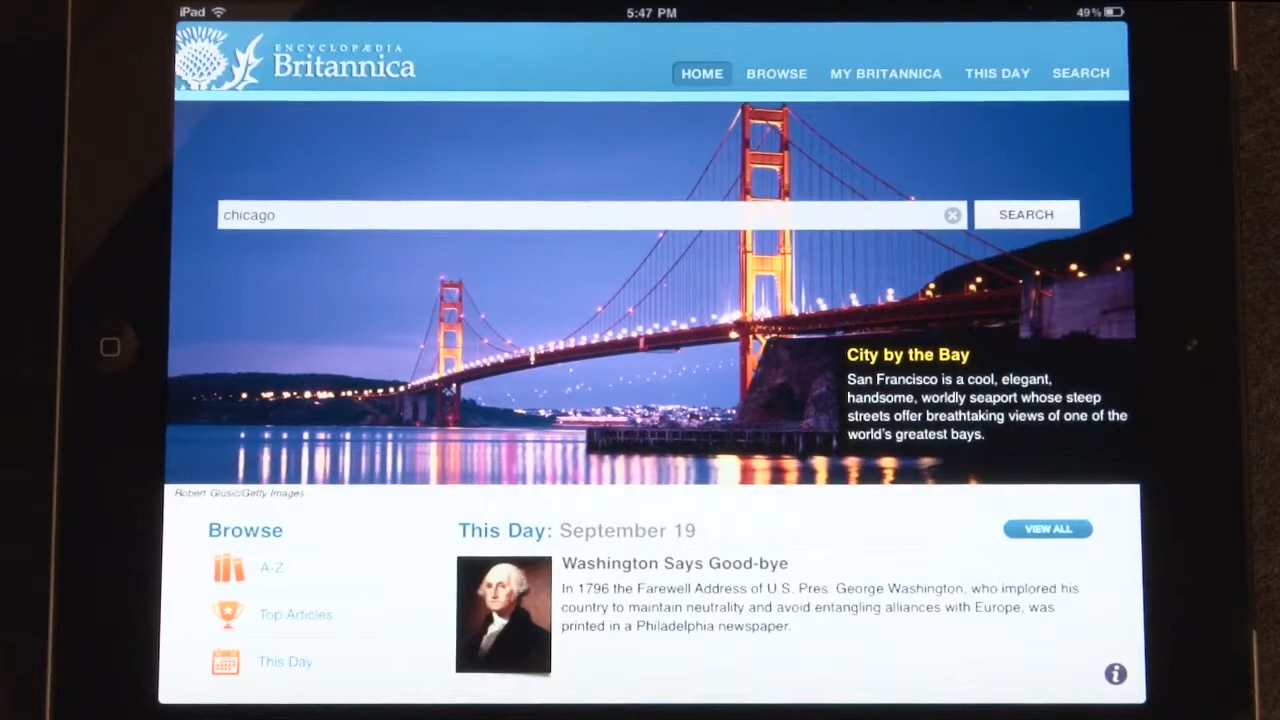 iPad
5:47 PM
49%
ENCYCLOPÆDIA
Britannica
HOME
BROWSE
MY BRITANNICA
THIS DAY
SEARCH
chicago
SEARCH
City by the Bay
San Francisco is a cool, elegant,
handsome, worldly seaport whose steep
streets offer breathtaking views of one of the
world's greatest bays.
Robert Glusic/Getty Images
Browse
A-Z
Top Articles
This Day
This Day: September 19
VIEW ALL
Washington Says Good-bye
In 1796 the Farewell Address of U.S. Pres. George Washington, who implored his
country to maintain neutrality and avoid entangling alliances with Europe, was
printed in a Philadelphia newspaper.
i